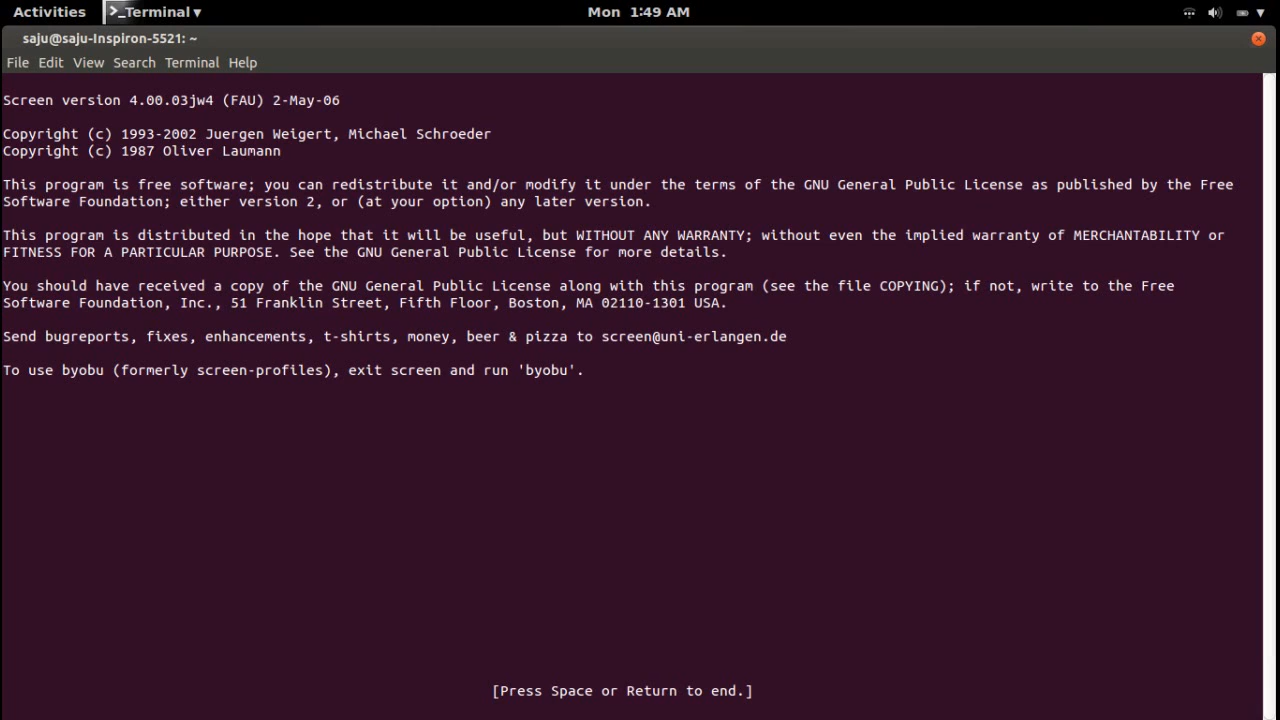 Activities
>_Terminal ▾
Mon 1:49 AM
saju@saju-Inspiron-5521: ~
File Edit View Search Terminal Help
Screen version 4.00.03jw4 (FAU) 2-May-06
Copyright (c) 1993-2002 Juergen Weigert, Michael Schroeder
Copyright (c) 1987 Oliver Laumann
This program is free software; you can redistribute it and/or modify it under the terms of the GNU General Public License as published by the Free
Software Foundation; either version 2, or (at your option) any later version.
This program is distributed in the hope that it will be useful, but WITHOUT ANY WARRANTY; without even the implied warranty of MERCHANTABILITY or
FITNESS FOR A PARTICULAR PURPOSE. See the GNU General Public License for more details.
You should have received a copy of the GNU General Public License along with this program (see the file COPYING); if not, write to the Free
Software Foundation, Inc., 51 Franklin Street, Fifth Floor, Boston, MA 02110-1301 USA.
Send bugreports, fixes, enhancements, t-shirts, money, beer & pizza to screen@uni-erlangen.de
To use byobu (formerly screen-profiles), exit screen and run 'byobu'.
[Press Space or Return to end.]